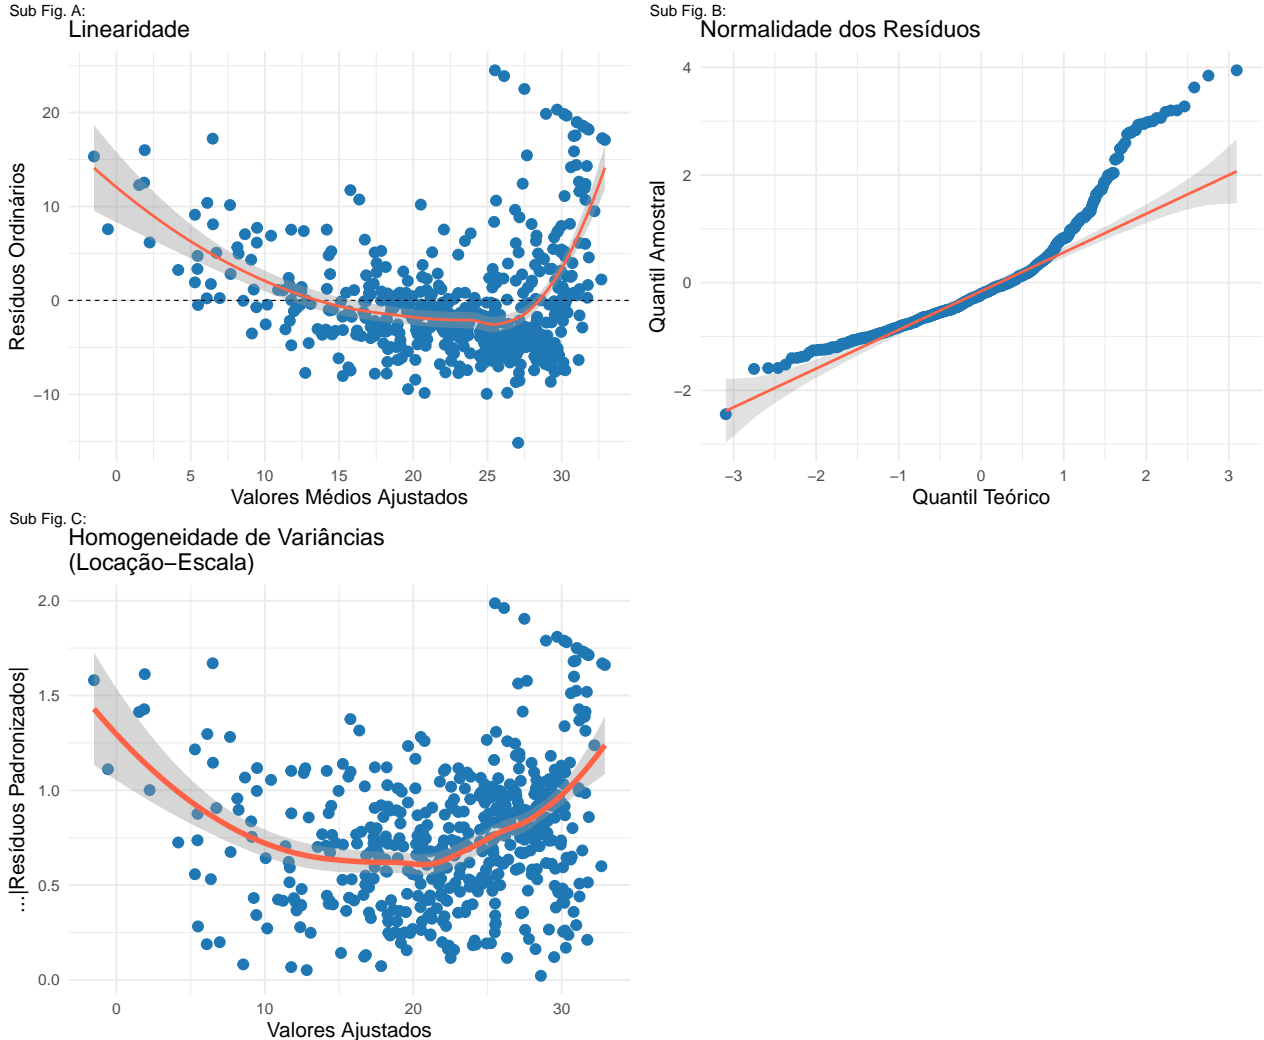 Sub Fig. A:
Linearidade
Resíduos Ordinários
20
10
0
−10
0 5 10 15 20 25 30
Valores Médios Ajustados
Sub Fig. B:
Normalidade dos Resíduos
Quantil Amostral
4
2
0
−2
−3 −2 −1 0 1 2 3
Quantil Teórico
Sub Fig. C:
Homogeneidade de Variâncias
(Locação−Escala)
...|Resíduos Padronizados|
2.0
1.5
1.0
0.5
0.0
0 10 20 30
Valores Ajustados